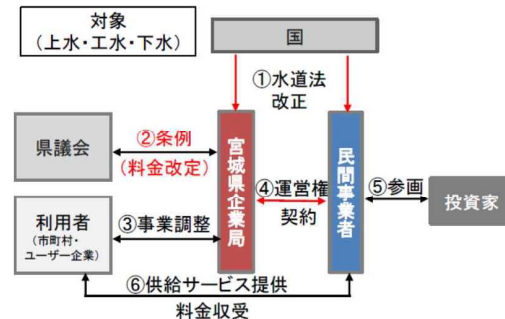 対象
（上水・工水・下水）
国
①水道法
改正
県議会
②条例
（料金改定）
宮城県企業局
民間事業者
④運営権
契約
⑤参画
投資家
利用者
（市町村・
ユーザー企業）
③事業調整
⑥供給サービス提供
料金収受